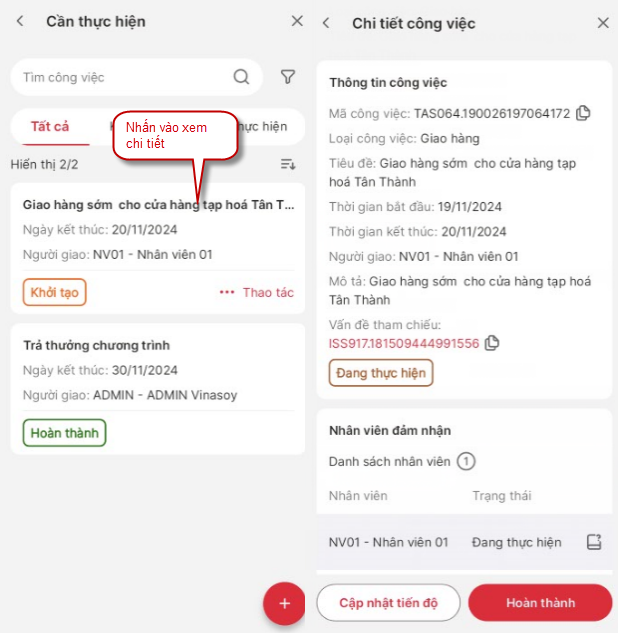 Cần thực hiện
Tìm công việc
Tất cả
hực hiện
Nhấn vào xem
chi tiết
Hiển thị 2/2
Giao hàng sớm cho cửa hàng tạp hoá Tân T...
Ngày kết thúc: 20/11/2024
Người giao: NV01 - Nhân viên 01
Khởi tạo
Thao tác
Trả thưởng chương trình
Ngày kết thúc: 30/11/2024
Người giao: ADMIN - ADMIN Vinasoy
Hoàn thành
Chi tiết công việc
Thông tin công việc
Mã công việc: TAS064.190026197064172
Loại công việc: Giao hàng
Tiêu đề: Giao hàng sớm cho cửa hàng tạp
hoá Tân Thành
Thời gian bắt đầu: 19/11/2024
Thời gian kết thúc: 20/11/2024
Người giao: NV01 - Nhân viên 01
Mô tả: Giao hàng sớm cho cửa hàng tạp hoá
Tân Thành
Vấn đề tham chiếu:
ISS917.181509444991556
Đang thực hiện
Nhân viên đảm nhận
Danh sách nhân viên 1
Nhân viên Trạng thái
NV01 - Nhân viên 01 Đang thực hiện
Cập nhật tiến độ
Hoàn thành